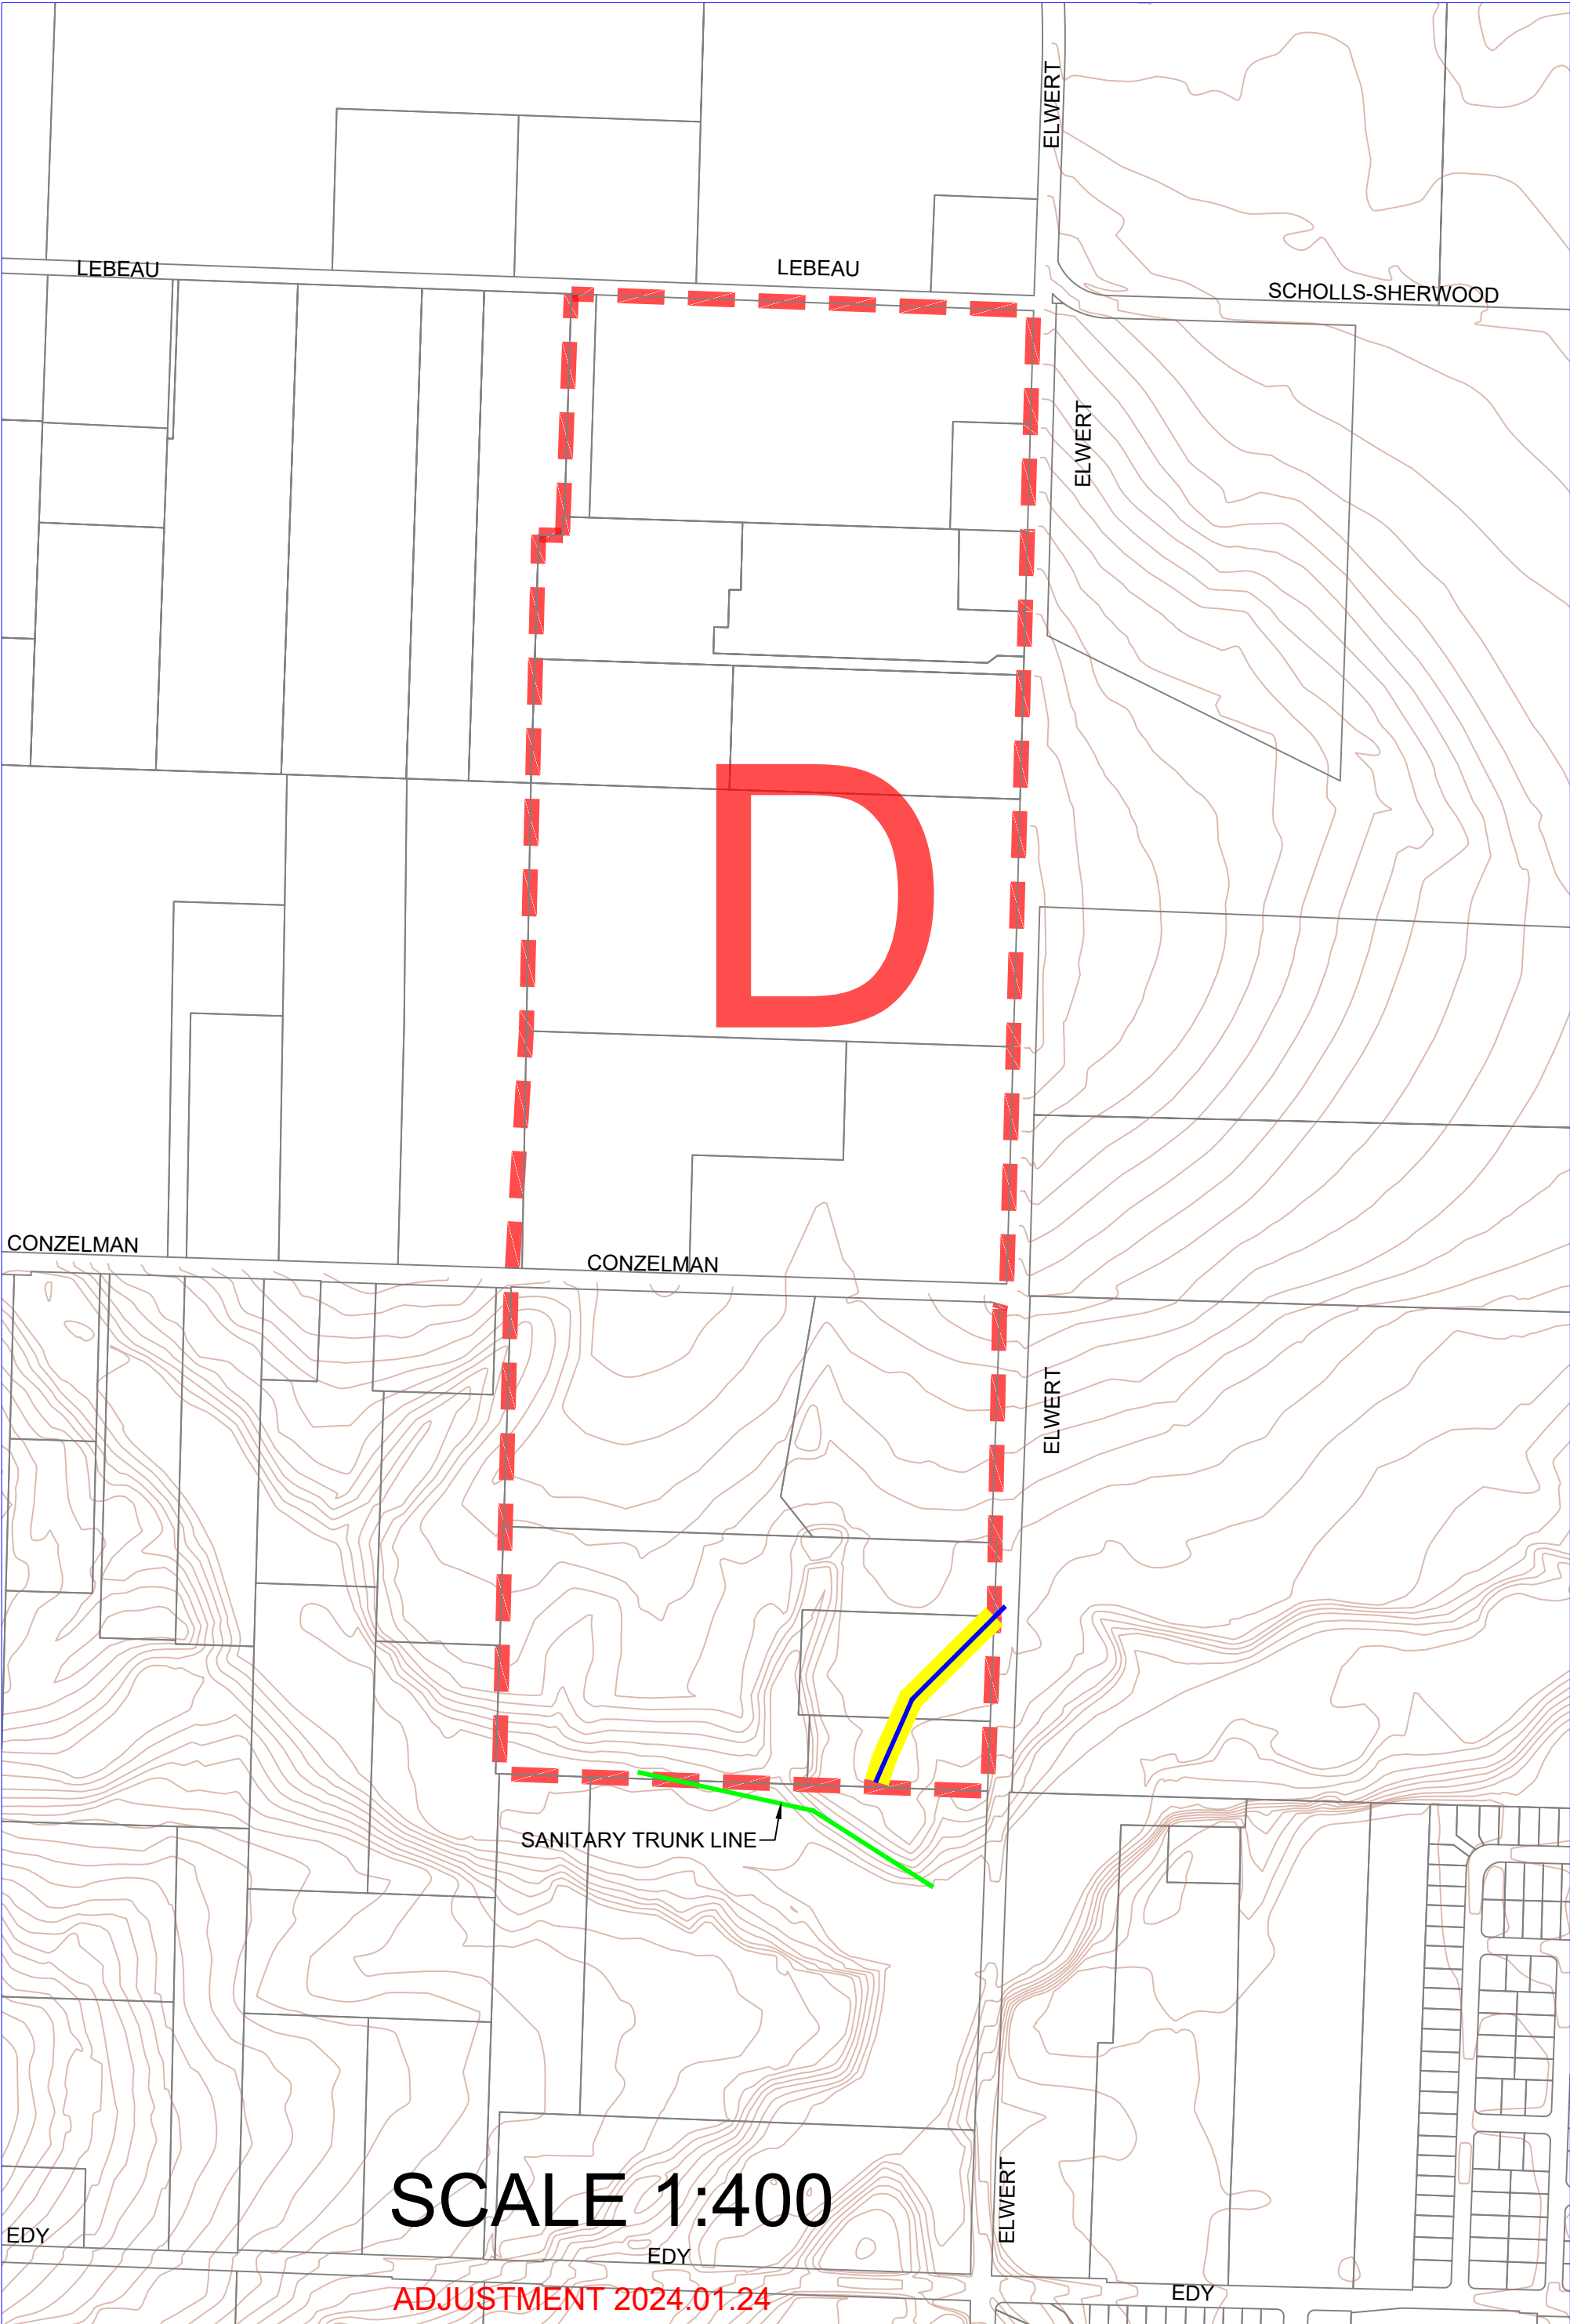 ELWERT
LEBEAU
LEBEAU
SCHOLLS-SHERWOOD
ELWERT
D
CONZELMAN
CONZELMAN
ELWERT
SANITARY TRUNK LINE
SCALE 1:400
ELWERT
EDY
EDY
EDY
ADJUSTMENT 2024.01.24